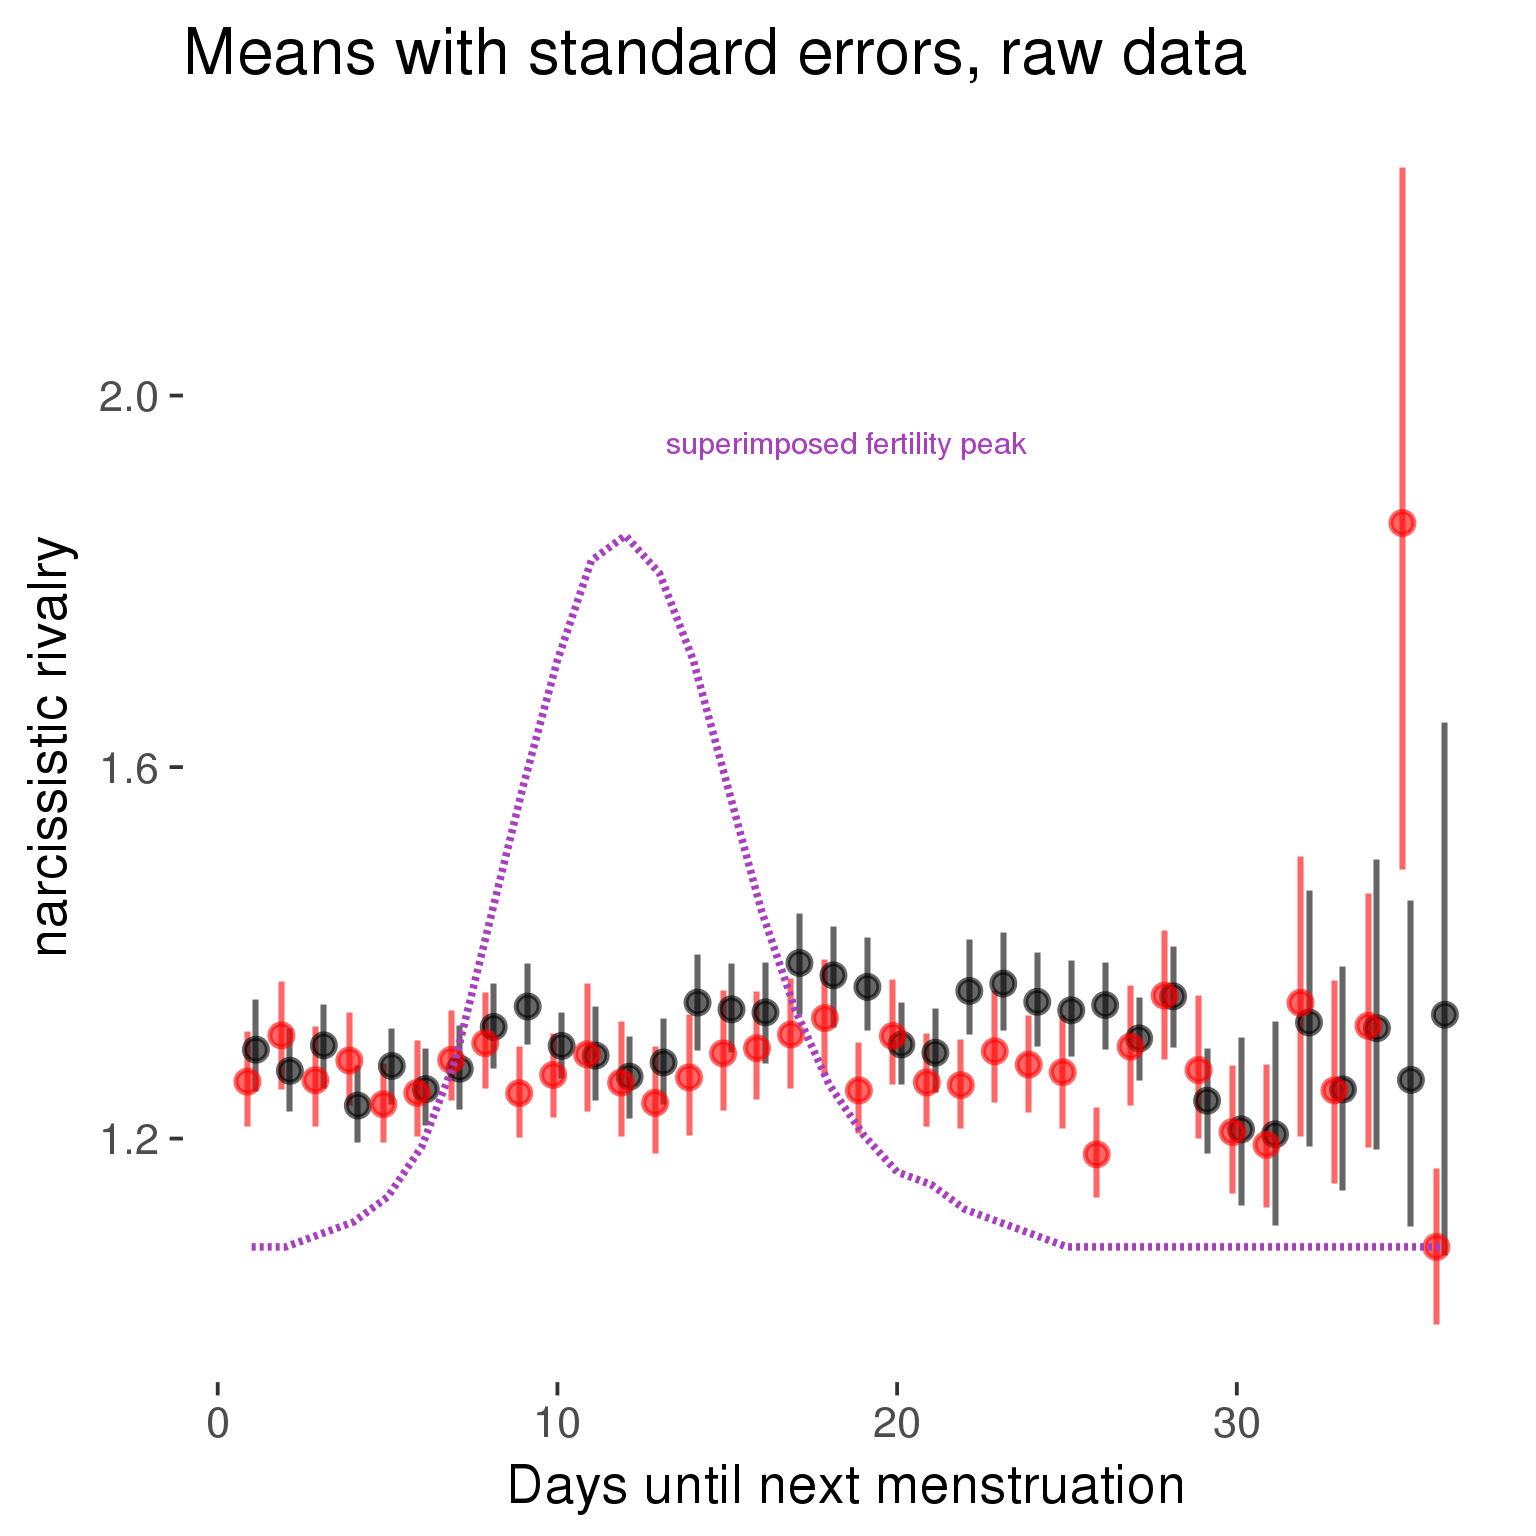 Means with standard errors, raw data
2.0
superimposed fertility peak
narcissistic rivalry
1.6
1.2
0 10 20 30
Days until next menstruation